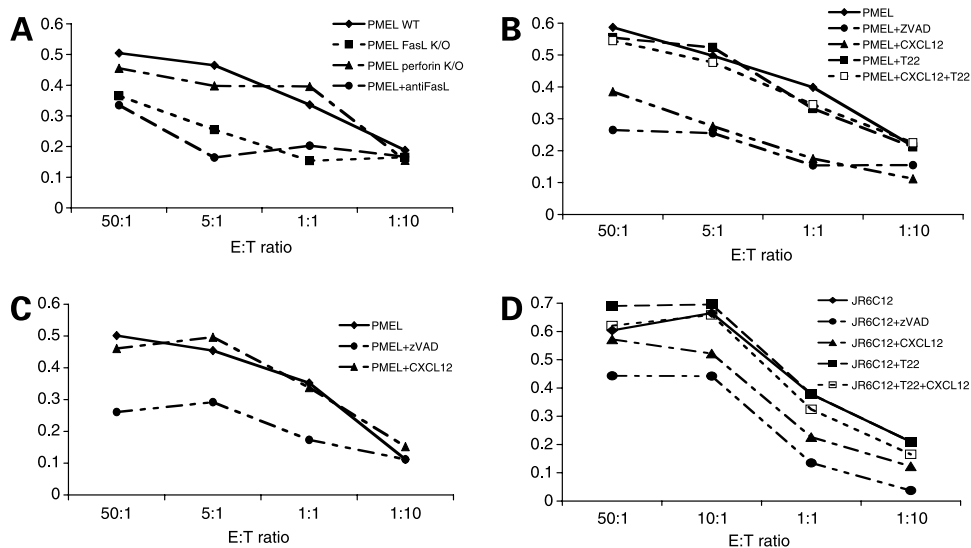 A
0.6
0.5
0.4
0.3
0.2
0.1
0
50:1 5:1 1:1 1:10
E:T ratio
PMEL WT
PMEL FasL K/O
PMEL perforin K/O
PMEL+antiFasL
B
0.6
0.5
0.4
0.3
0.2
0.1
0
50:1 5:1 1:1 1:10
E:T ratio
PMEL
PMEL+ZVAD
PMEL+CXCL12
PMEL+T22
PMEL+CXCL12+T22
C
0.6
0.5
0.4
0.3
0.2
0.1
0
50:1 5:1 1:1 1:10
E:T ratio
PMEL
PMEL+zVAD
PMEL+CXCL12
D
0.7
0.6
0.5
0.4
0.3
0.2
0.1
0
50:1 10:1 1:1 1:10
E:T ratio
JR6C12
JR6C12+zVAD
JR6C12+CXCL12
JR6C12+T22
JR6C12+T22+CXCL12